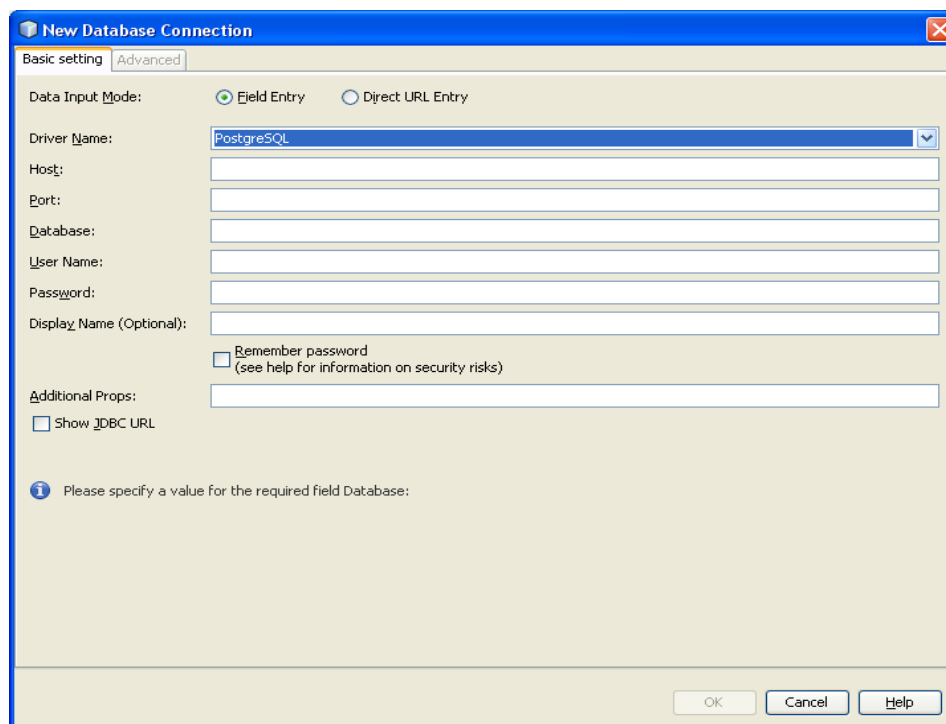 New Database Connection
Basic setting Advanced
Data Input Mode: Field Entry Direct URL Entry
Driver Name: PostgreSQL
Host:
Port:
Database:
User Name:
Password:
Display Name (Optional):
Remember password
(see help for information on security risks)
Additional Props:
Show JDBC URL
Please specify a value for the required field Database:
OK Cancel Help